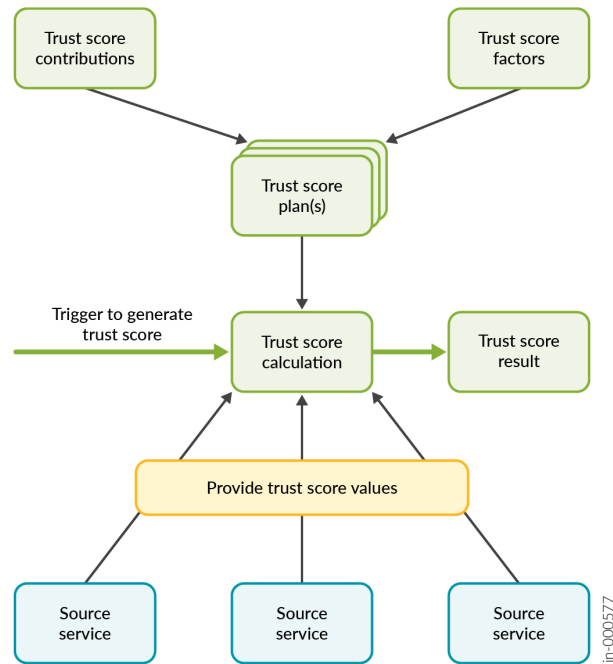 Trust score
contributions
Trust score
factors
Trust score
plan(s)
Trigger to generate
trust score
Trust score
calculation
Trust score
result
Provide trust score values
Source
service
Source
service
Source
service
jn-000577